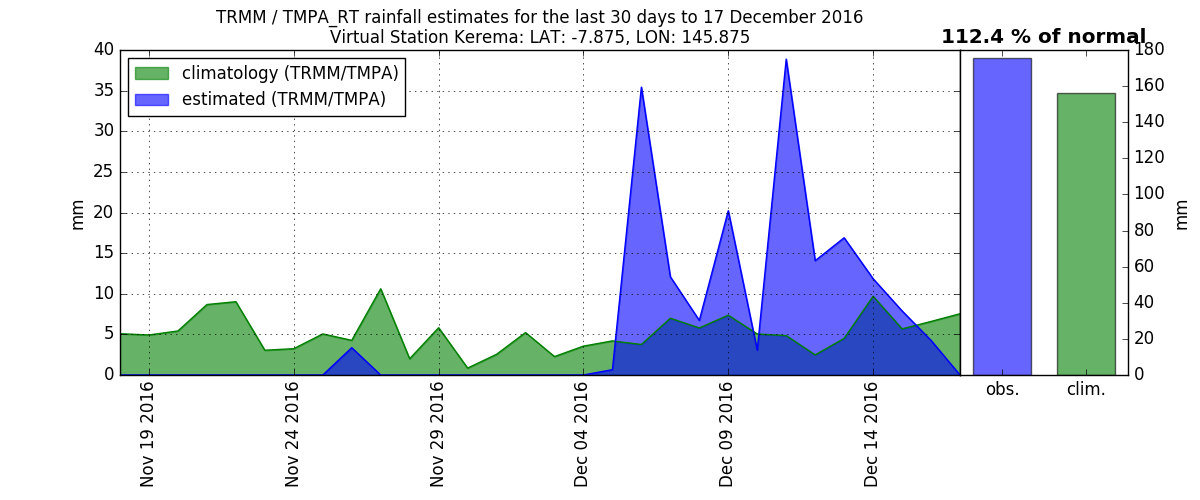 TRMM / TMPA_RT rainfall estimates for the last 30 days to 17 December 2016
Virtual Station Kerema: LAT: -7.875, LON: 145.875
112.4 % of normal
climatology (TRMM/TMPA)
estimated (TRMM/TMPA)
40
35
30
25
20
15
10
5
0
mm
Nov 19 2016
Nov 24 2016
Nov 29 2016
Dec 04 2016
Dec 09 2016
Dec 14 2016
obs.
clim.
180
160
140
120
100
80
60
40
20
0
mm